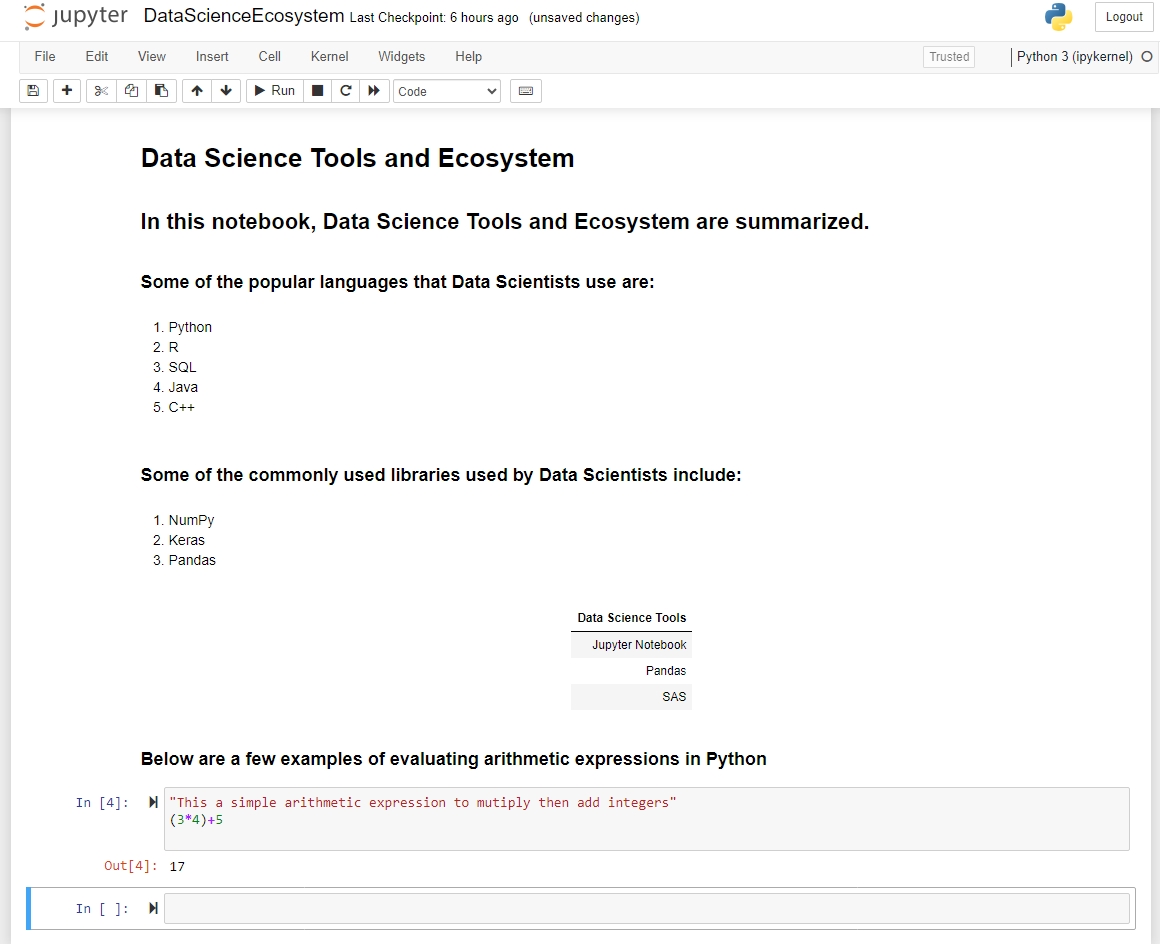 jupyter DataScienceEcosystem Last Checkpoint: 6 hours ago (unsaved changes)
Logout
File Edit View Insert Cell Kernel Widgets Help
Trusted Python 3 (ipykernel)
Run Code
Data Science Tools and Ecosystem
In this notebook, Data Science Tools and Ecosystem are summarized.
Some of the popular languages that Data Scientists use are:
1. Python
2. R
3. SQL
4. Java
5. C++
Some of the commonly used libraries used by Data Scientists include:
1. NumPy
2. Keras
3. Pandas
Data Science Tools
Jupyter Notebook
Pandas
SAS
Below are a few examples of evaluating arithmetic expressions in Python
In [4]: "This a simple arithmetic expression to mutiply then add integers"
(3*4)+5
Out[4]: 17
In [ ]: